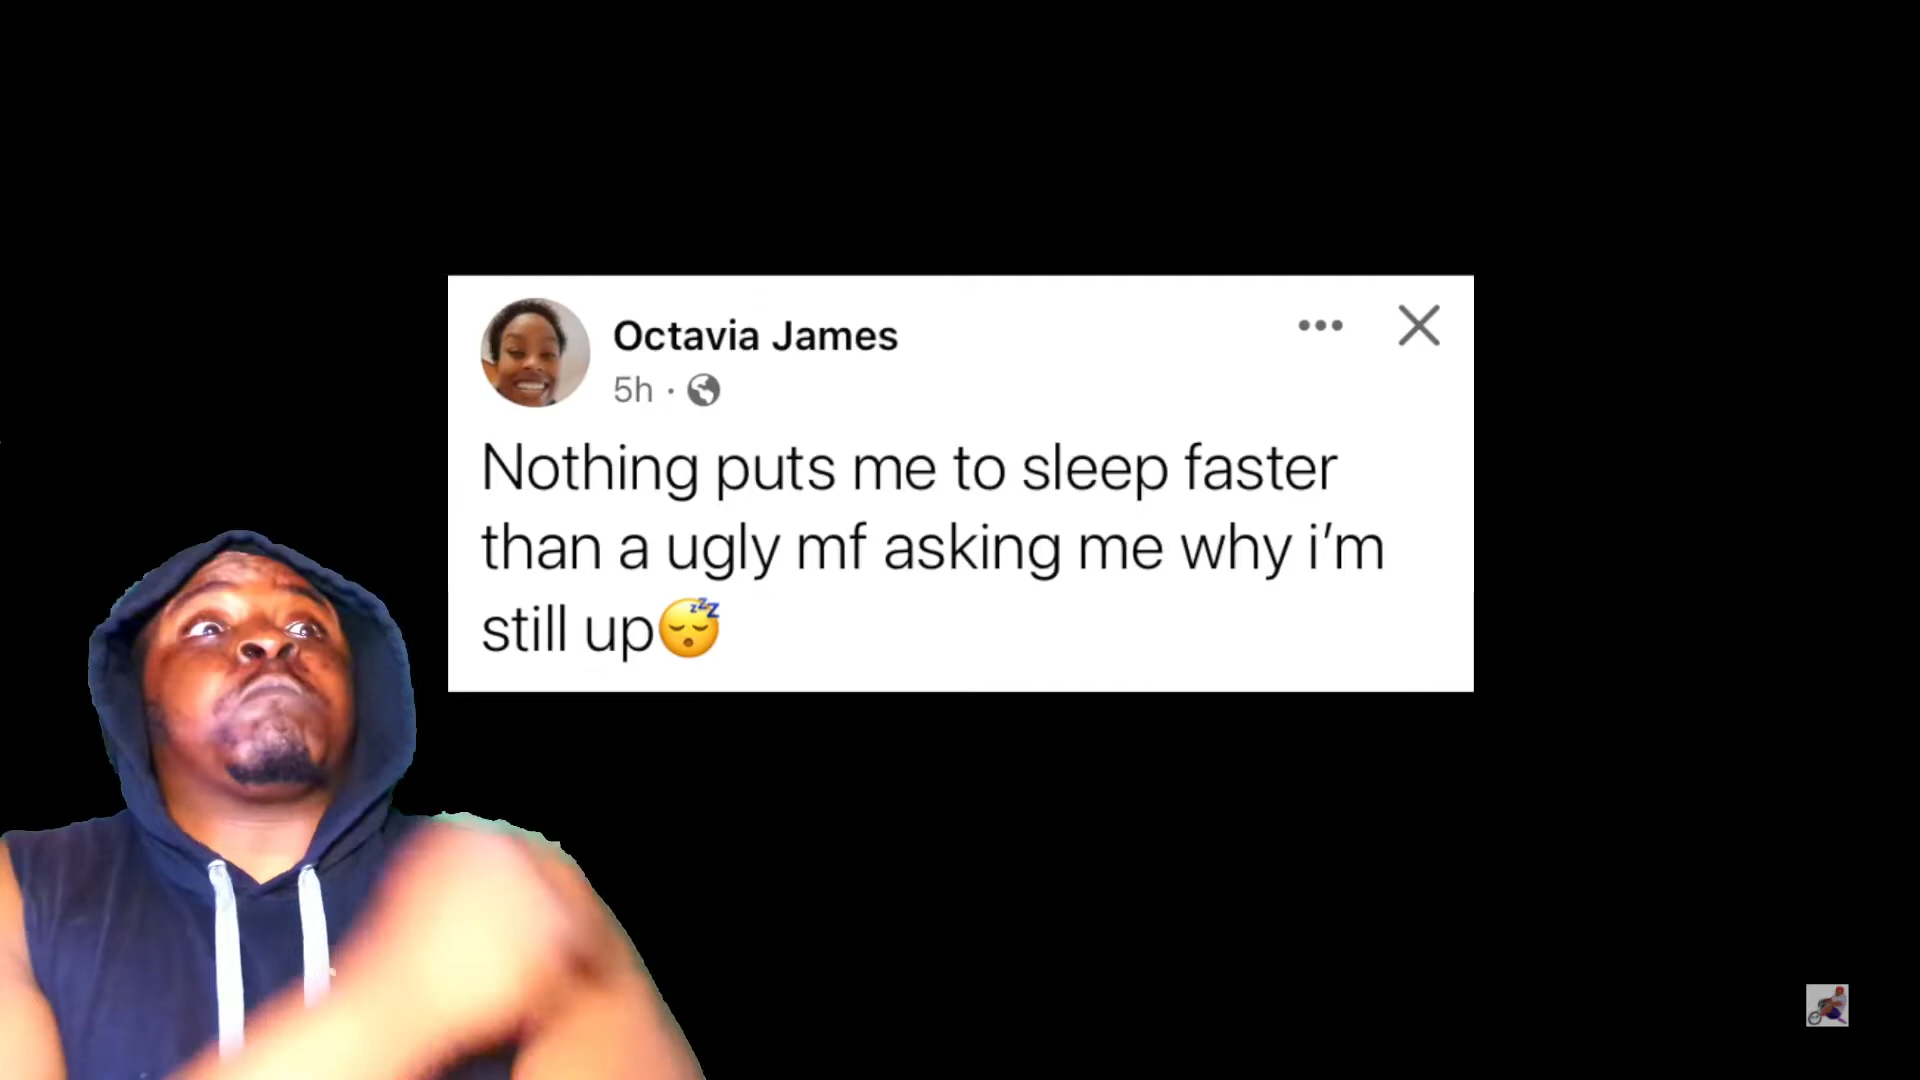 Octavia James
5h ·
Nothing puts me to sleep faster
than a ugly mf asking me why i’m
still up😴